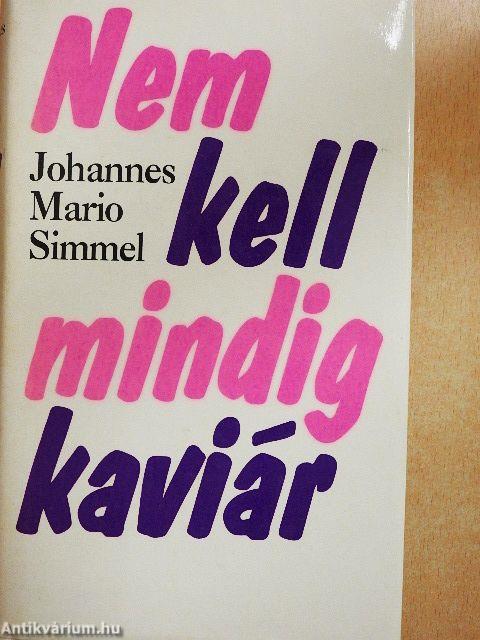 Nem
Johannes
Mario
Simmel
kell
mindig
kaviár
Antikvárium.hu